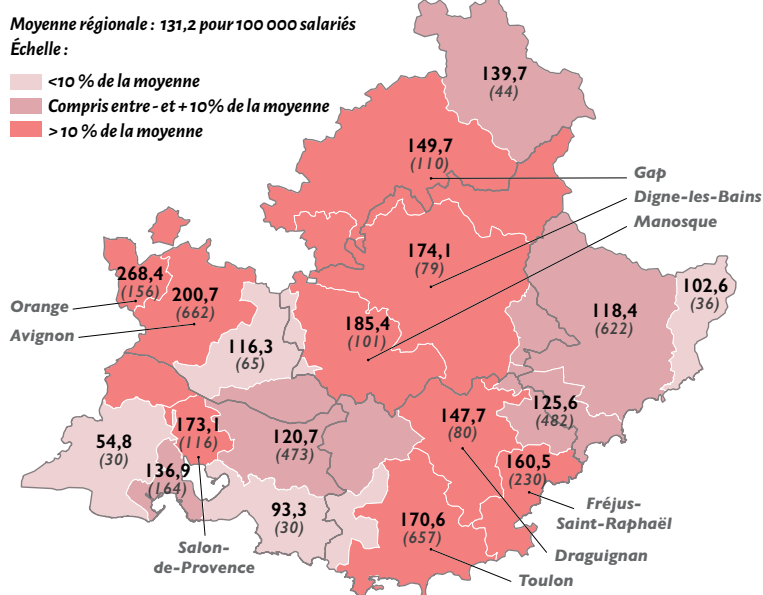 Moyenne régionale : 131,2 pour 100 000 salariés
Échelle :
<10 % de la moyenne
Compris entre - et + 10% de la moyenne
> 10 % de la moyenne
139,7
(44)
149,7
(110)
Gap
Digne-les-Bains
Manosque
174,1
(79)
268,4
(156)
200,7
(662)
Orange
Avignon
102,6
(36)
118,4
(622)
185,4
(101)
116,3
(65)
125,6
(482)
147,7
(80)
173,1
(116)
120,7
(473)
54,8
(30)
136,9
(164)
160,5
(230)
93,3
(30)
170,6
(657)
Fréjus-
Saint-Raphaël
Salon-
de-Provence
Draguignan
Toulon